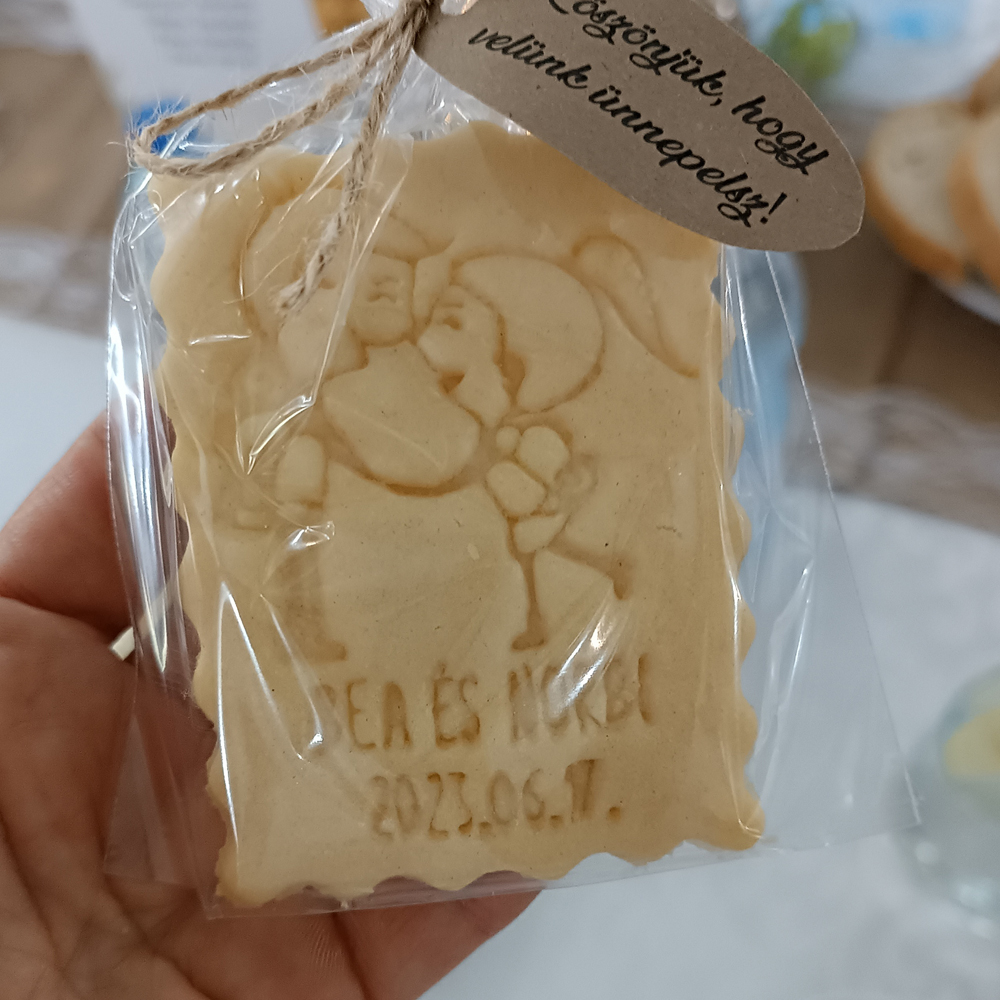 Köszönjük, hogy
velünk ünnepelsz!
BEA ÉS NORBI
2023.06.17.